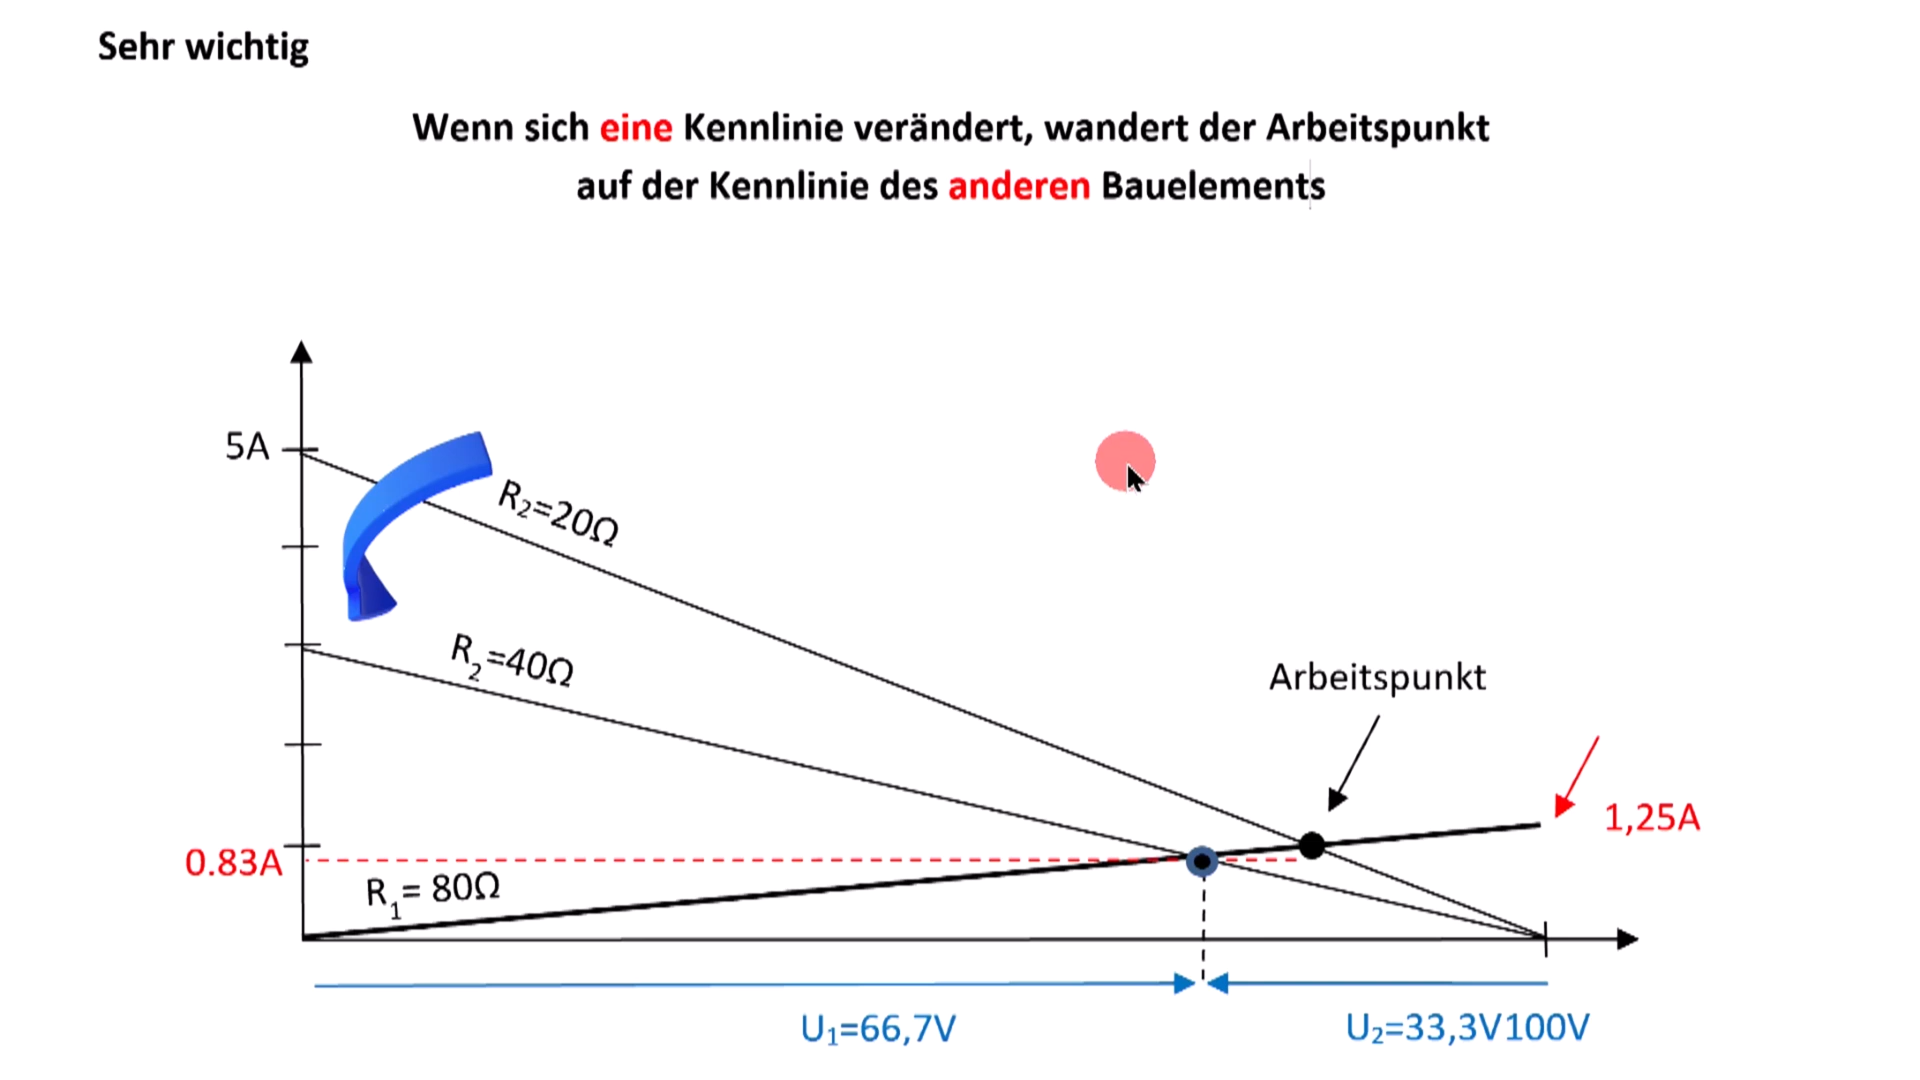 Sehr wichtig
Wenn sich eine Kennlinie verändert, wandert der Arbeitspunkt
auf der Kennlinie des anderen Bauelements
5A
R₂=20Ω
R₂=40Ω
Arbeitspunkt
1,25A
0.83A
R₁= 80Ω
U₁=66,7V
U₂=33,3V100V